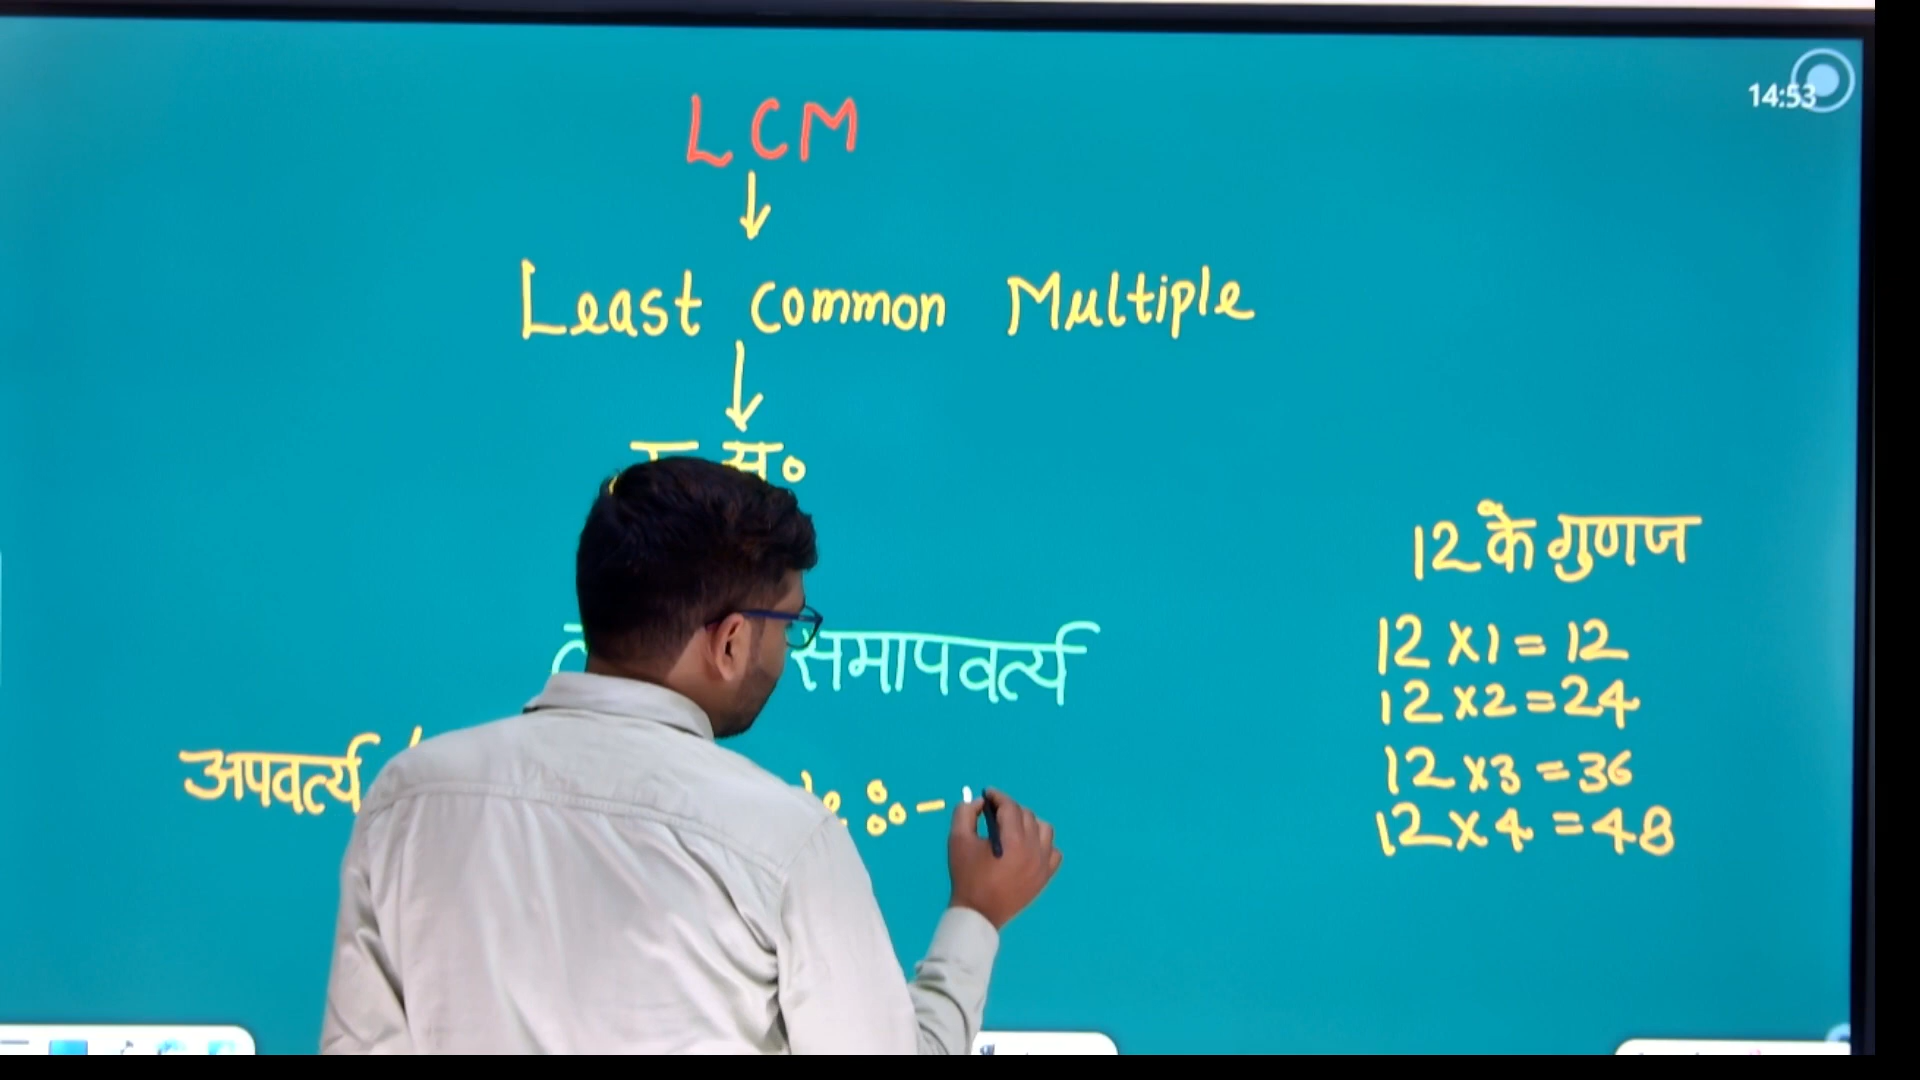 14:53
LCM
Least common Multiple
स॰
12 के गुणज
समापवर्त्य
12 x 1 = 12
12 x 2 = 24
अपवर्त्य
:-
12 x 3 = 36
12 x 4 = 48